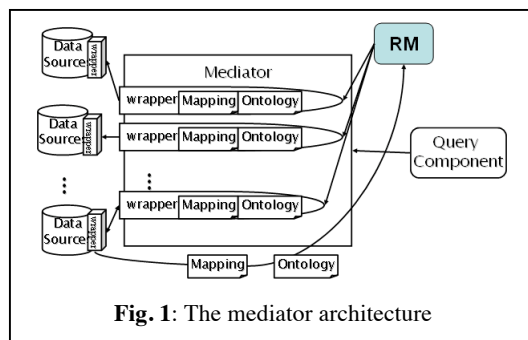 Data
Source
wrapper
RM
Mediator
wrapper Mapping Ontology
Data
Source
wrapper
wrapper Mapping Ontology
Query
Component
wrapper Mapping Ontology
Data
Source
wrapper
Mapping Ontology
Fig. 1: The mediator architecture